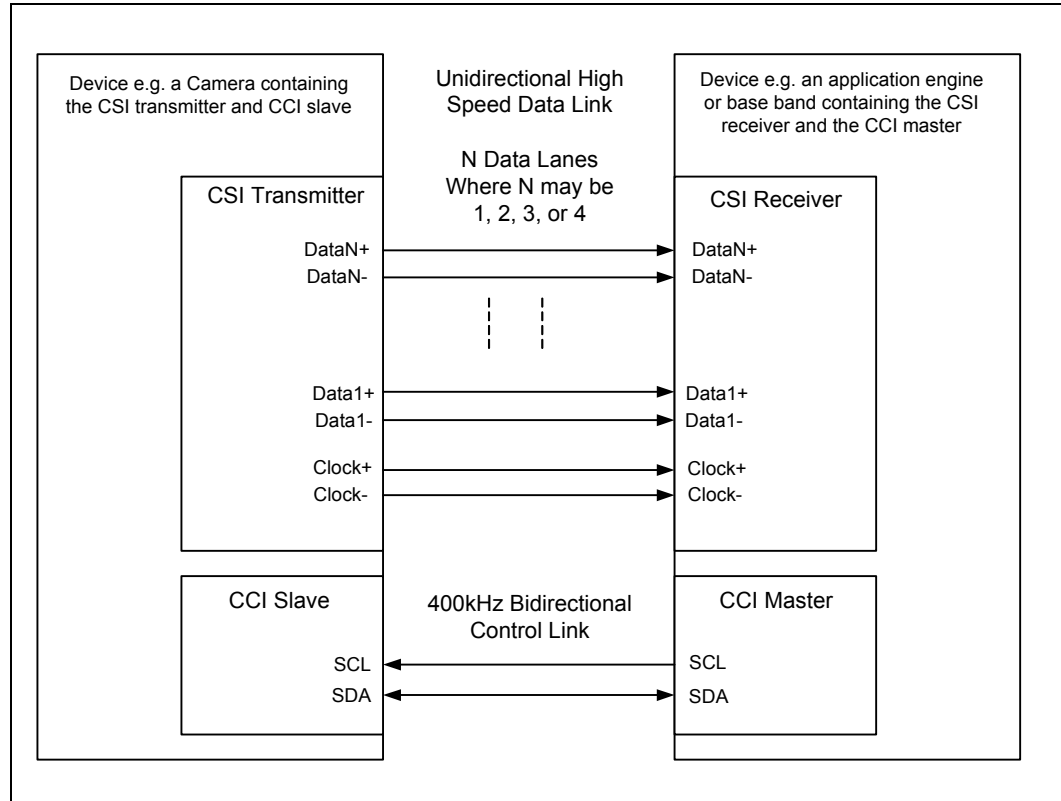 Device e.g. a Camera containing
the CSI transmitter and CCI slave
Unidirectional High
Speed Data Link
N Data Lanes
Where N may be
1, 2, 3, or 4
Device e.g. an application engine
or base band containing the CSI
receiver and the CCI master
CSI Transmitter
DataN+
DataN-
Data1+
Data1-
Clock+
Clock-
CSI Receiver
DataN+
DataN-
Data1+
Data1-
Clock+
Clock-
CCI Slave
SCL
SDA
400kHz Bidirectional
Control Link
CCI Master
SCL
SDA